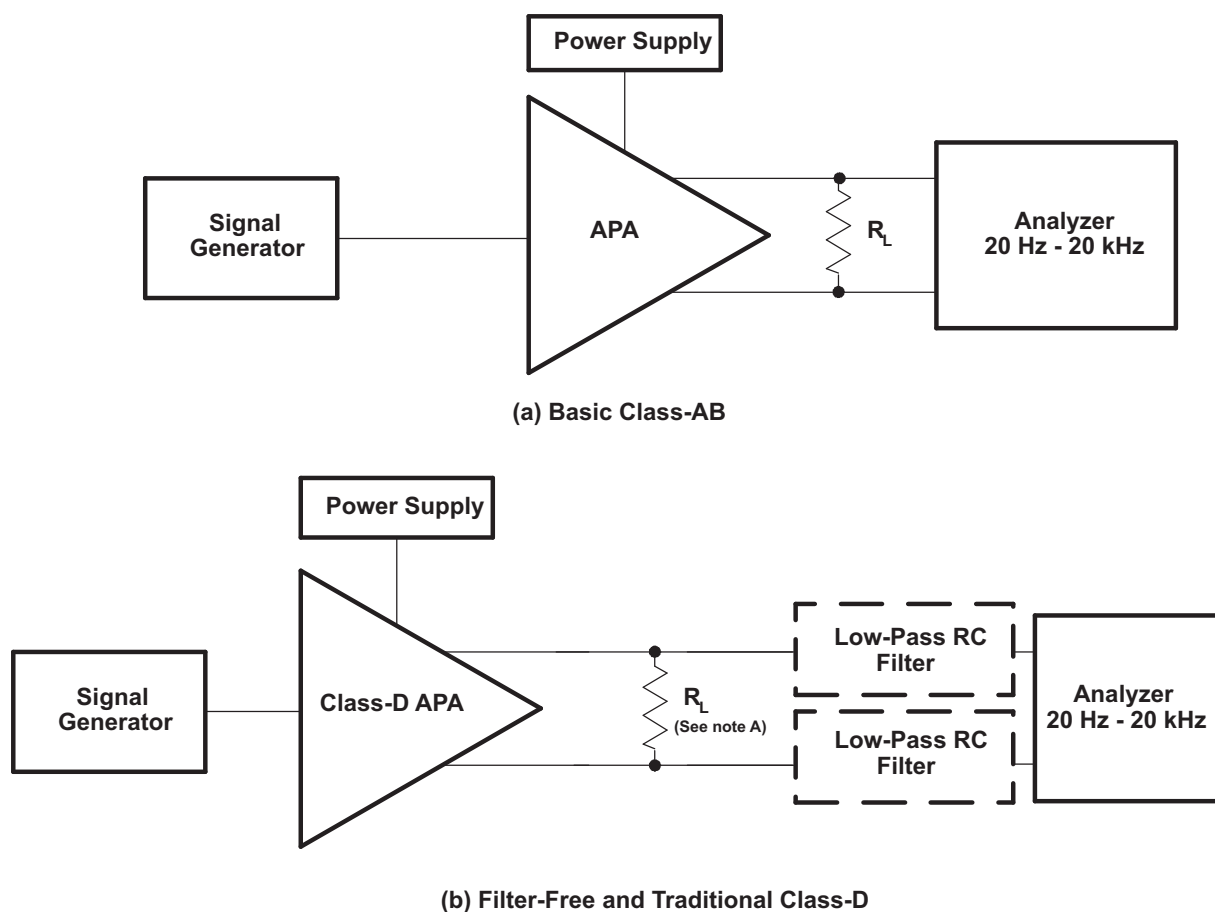 Power Supply
Signal
Generator
APA
R_L
Analyzer
20 Hz - 20 kHz
(a) Basic Class-AB
Power Supply
Signal
Generator
Class-D APA
R_L
(See note A)
Low-Pass RC
Filter
Low-Pass RC
Filter
Analyzer
20 Hz - 20 kHz
(b) Filter-Free and Traditional Class-D